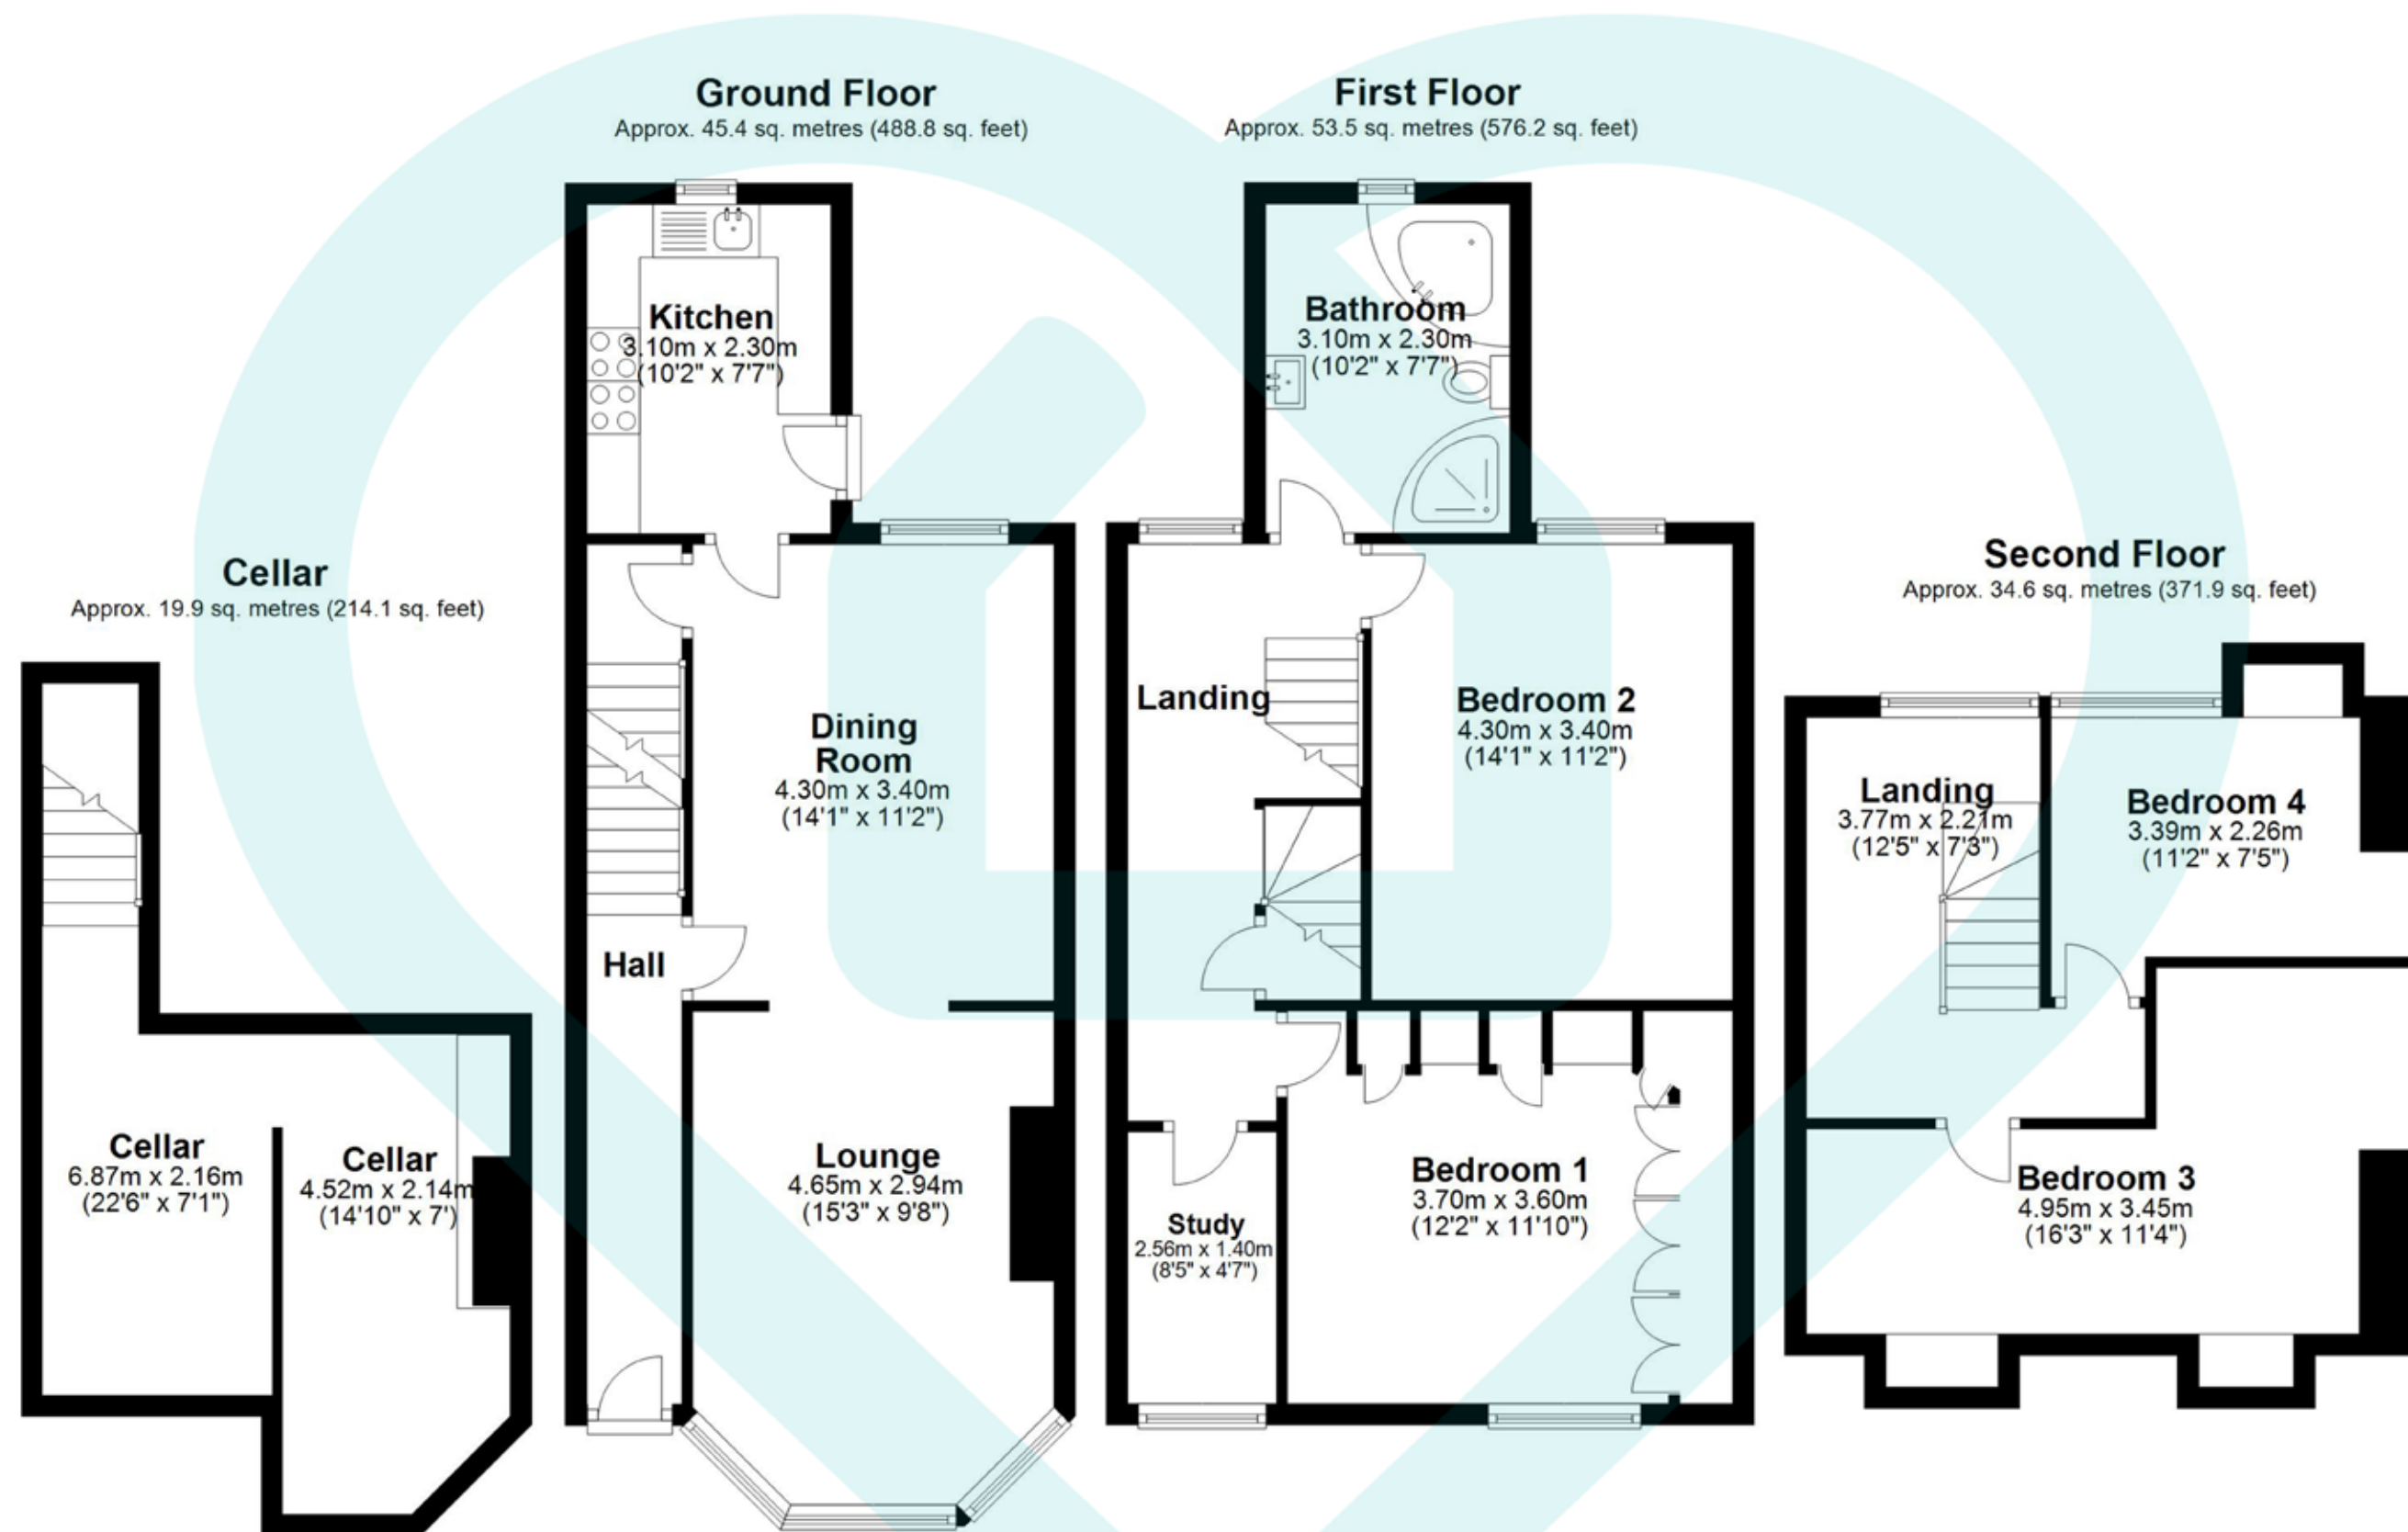 Ground Floor
Approx. 45.4 sq. metres (488.8 sq. feet)
Kitchen
3.10m x 2.30m
(10'2" x 7'7")
Dining
Room
4.30m x 3.40m
(14'1" x 11'2")
Hall
Lounge
4.65m x 2.94m
(15'3" x 9'8")
First Floor
Approx. 53.5 sq. metres (576.2 sq. feet)
Bathroom
3.10m x 2.30m
(10'2" x 7'7")
Landing
Bedroom 2
4.30m x 3.40m
(14'1" x 11'2")
Bedroom 1
3.70m x 3.60m
(12'2" x 11'10")
Study
2.56m x 1.40m
(8'5" x 4'7")
Cellar
Approx. 19.9 sq. metres (214.1 sq. feet)
Cellar
6.87m x 2.16m
(22'6" x 7'1")
Cellar
4.52m x 2.14m
(14'10" x 7')
Second Floor
Approx. 34.6 sq. metres (371.9 sq. feet)
Landing
3.77m x 2.21m
(12'5" x 7'3")
Bedroom 4
3.39m x 2.26m
(11'2" x 7'5")
Bedroom 3
4.95m x 3.45m
(16'3" x 11'4")